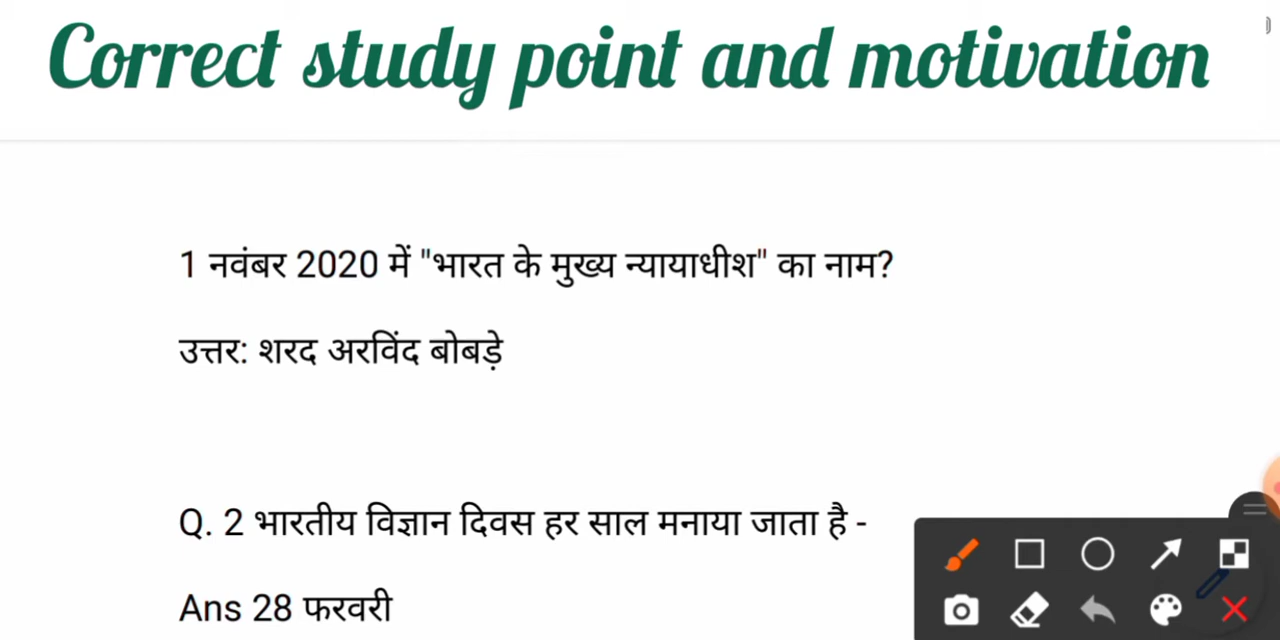 Correct study point and motivation
1 नवंबर 2020 में "भारत के मुख्य न्यायाधीश" का नाम?
उत्तर: शरद अरविंद बोबड़े
Q. 2 भारतीय विज्ञान दिवस हर साल मनाया जाता है -
Ans 28 फरवरी